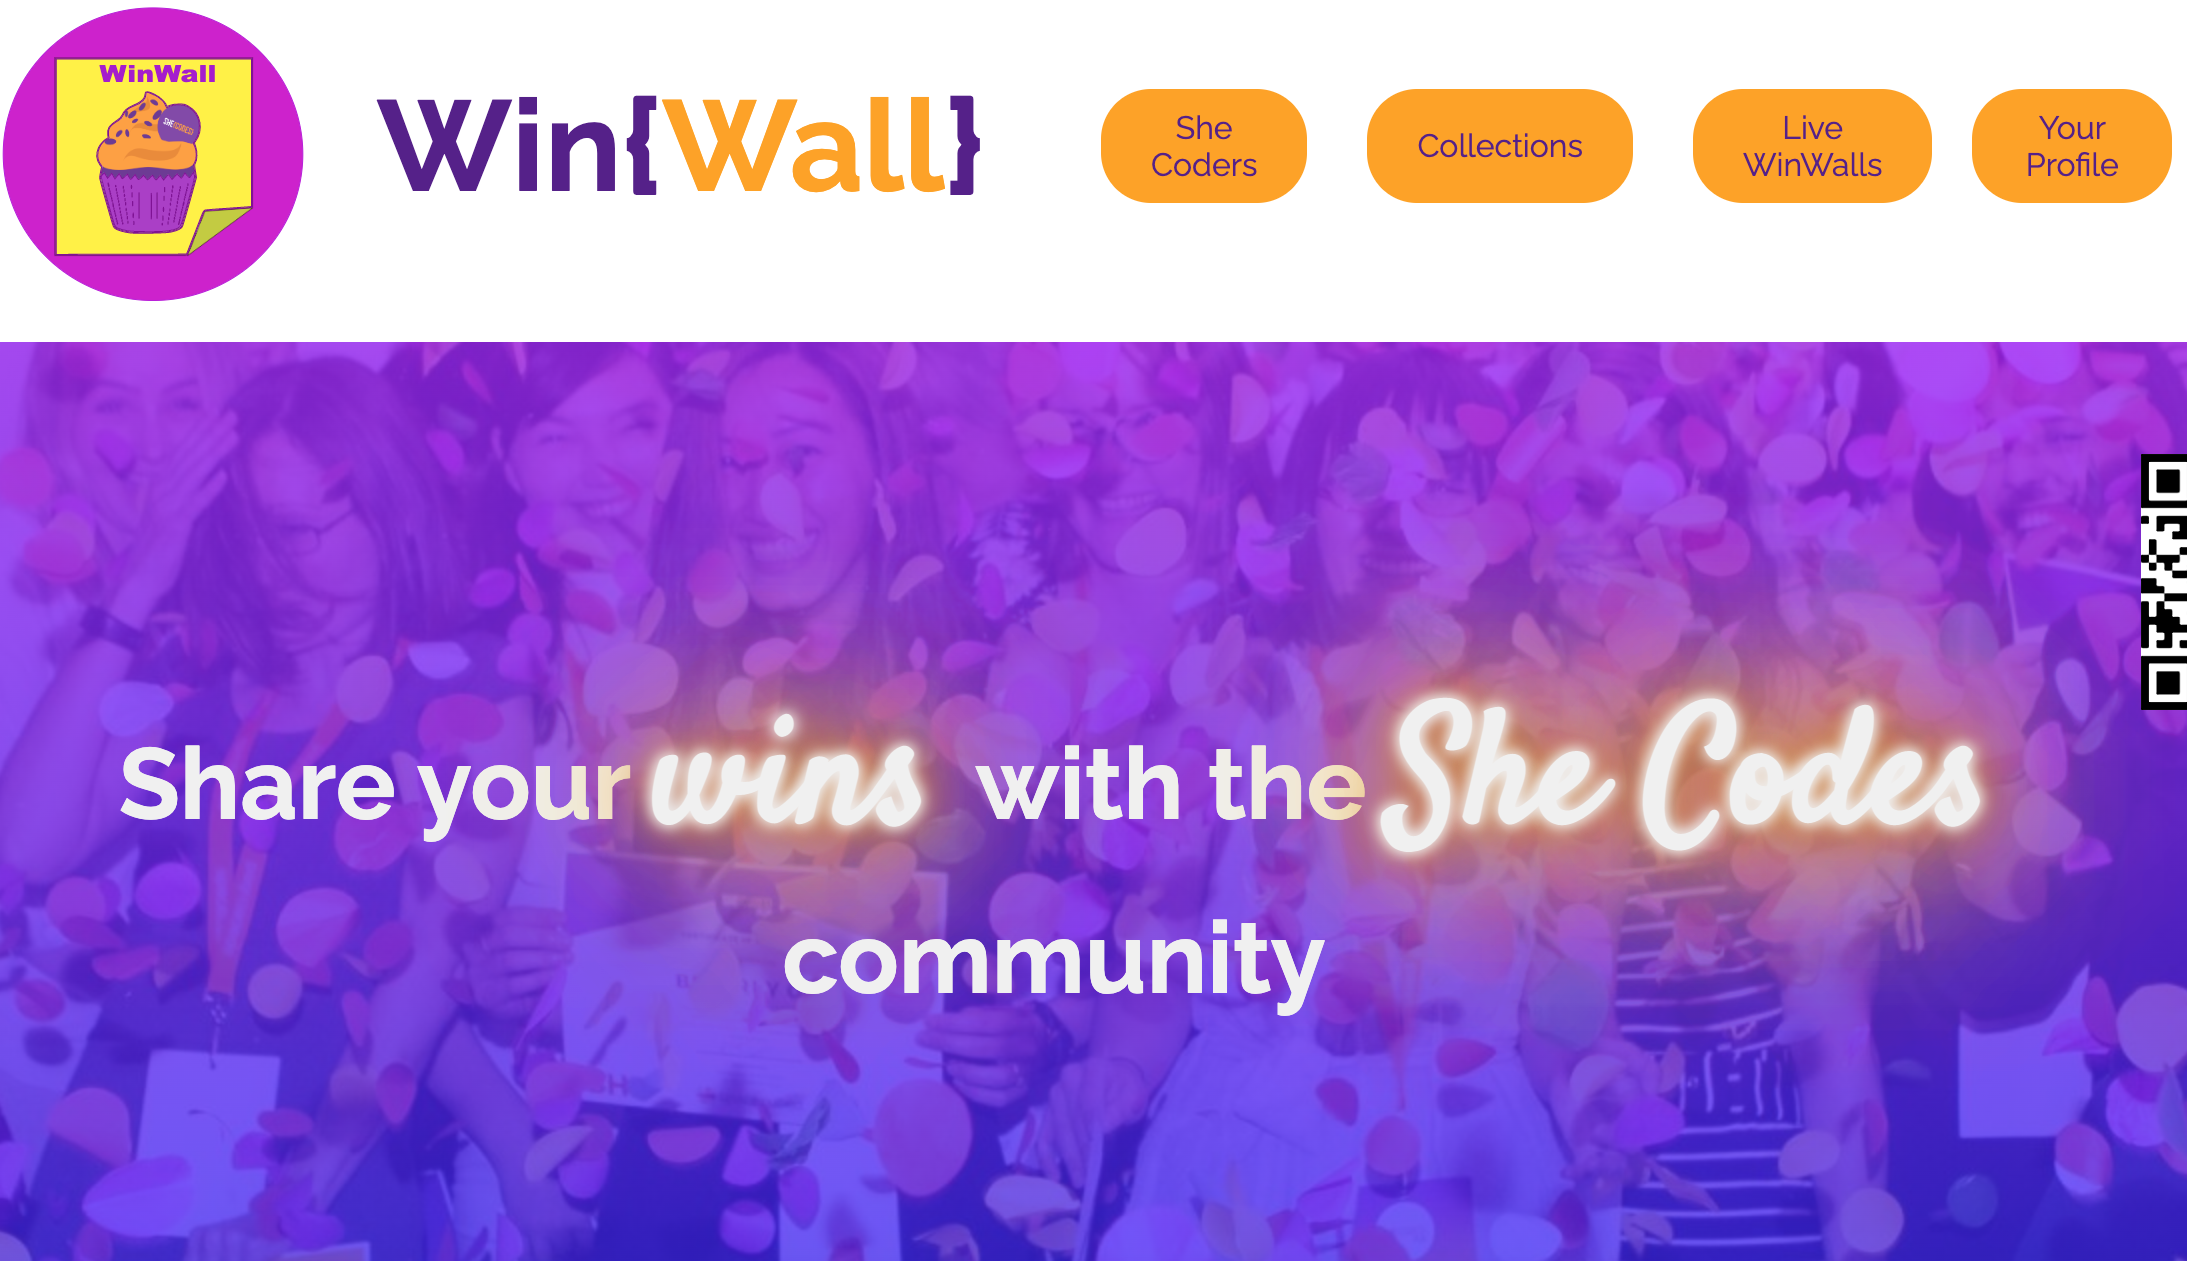 WinWall
SHE {CODES}
Win{Wall}
She
Coders
Collections
Live
WinWalls
Your
Profile
Share your wins with the She Codes
community